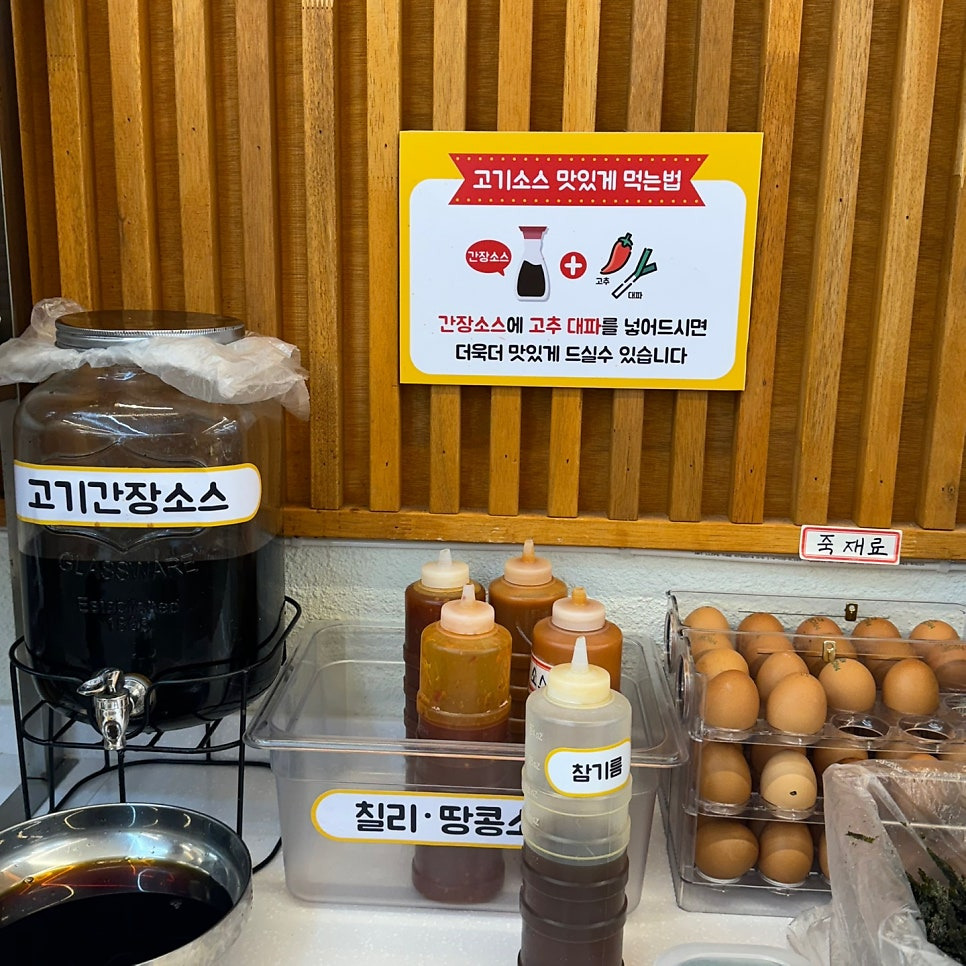 고기소스 맛있게 먹는법
간장소스
고추
대파
간장소스에 고추 대파를 넣어드시면
더욱더 맛있게 드실수 있습니다
고기간장소스
GLASSWARE
Established
죽재료
참기름
칠리·땅콩소